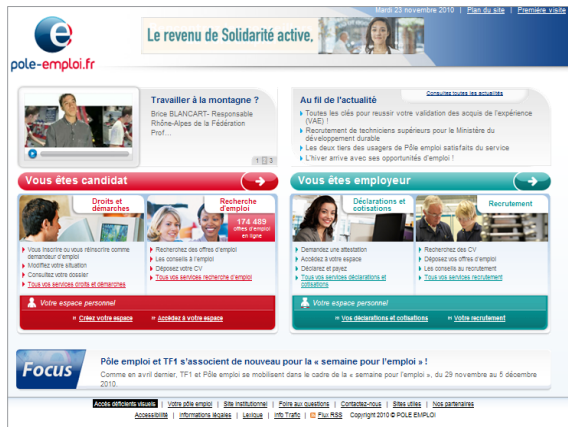 Mardi 23 novembre 2010 | Plan du site | Première visite
Le revenu de Solidarité active,
pole-emploi.fr
Travailler à la montagne ?
Brice BLANCART- Responsable
Rhône-Alpes de la Fédération
Prof...
1 2 3
Consultez toutes les actualités
Au fil de l'actualité
Toutes les clés pour reussir votre validation des acquis de l'expérience
(VAE) !
Recrutement de techniciens supérieurs pour le Ministère du
développement durable
Les deux tiers des usagers de Pôle emploi satisfaits du service
L'hiver arrive avec ses opportunités d'emploi !
Vous êtes candidat
Droits et
démarches
Vous inscrire ou vous réinscrire comme
demandeur d'emploi
Modifiez votre situation
Consultez votre dossier
Tous vos services droits et démarches
Recherche
d'emploi
174 489
offres d'emploi
en ligne
Recherchez des offres d'emploi
Les conseils à l'emploi
Déposez votre CV
Tous vos services recherche d'emploi
Votre espace personnel
Créez votre espace
Accédez à votre espace
Vous êtes employeur
Déclarations et
cotisations
Demandez une attestation
Accédez à votre espace
Déclarez et payez
Tous vos services déclarations et
cotisations
Recrutement
Recherchez des CV
Déposez vos offres d'emploi
Les conseils au recrutement
Tous vos services recrutement
Votre espace personnel
Vos déclarations et cotisations
Votre recrutement
Focus
Pôle emploi et TF1 s'associent de nouveau pour la « semaine pour l'emploi » !
Comme en avril dernier, TF1 et Pôle emploi se mobilisent dans le cadre de la « semaine pour l'emploi », du 29 novembre au 5 décembre
2010.
Accès déficients visuels | Votre pôle emploi | Site Institutionnel | Foire aux questions | Contactez-nous | Sites utiles | Nos partenaires
Accessibilité | Informations légales | Lexique | Info Trafic | Flux RSS Copyright 2010 © POLE EMPLOI